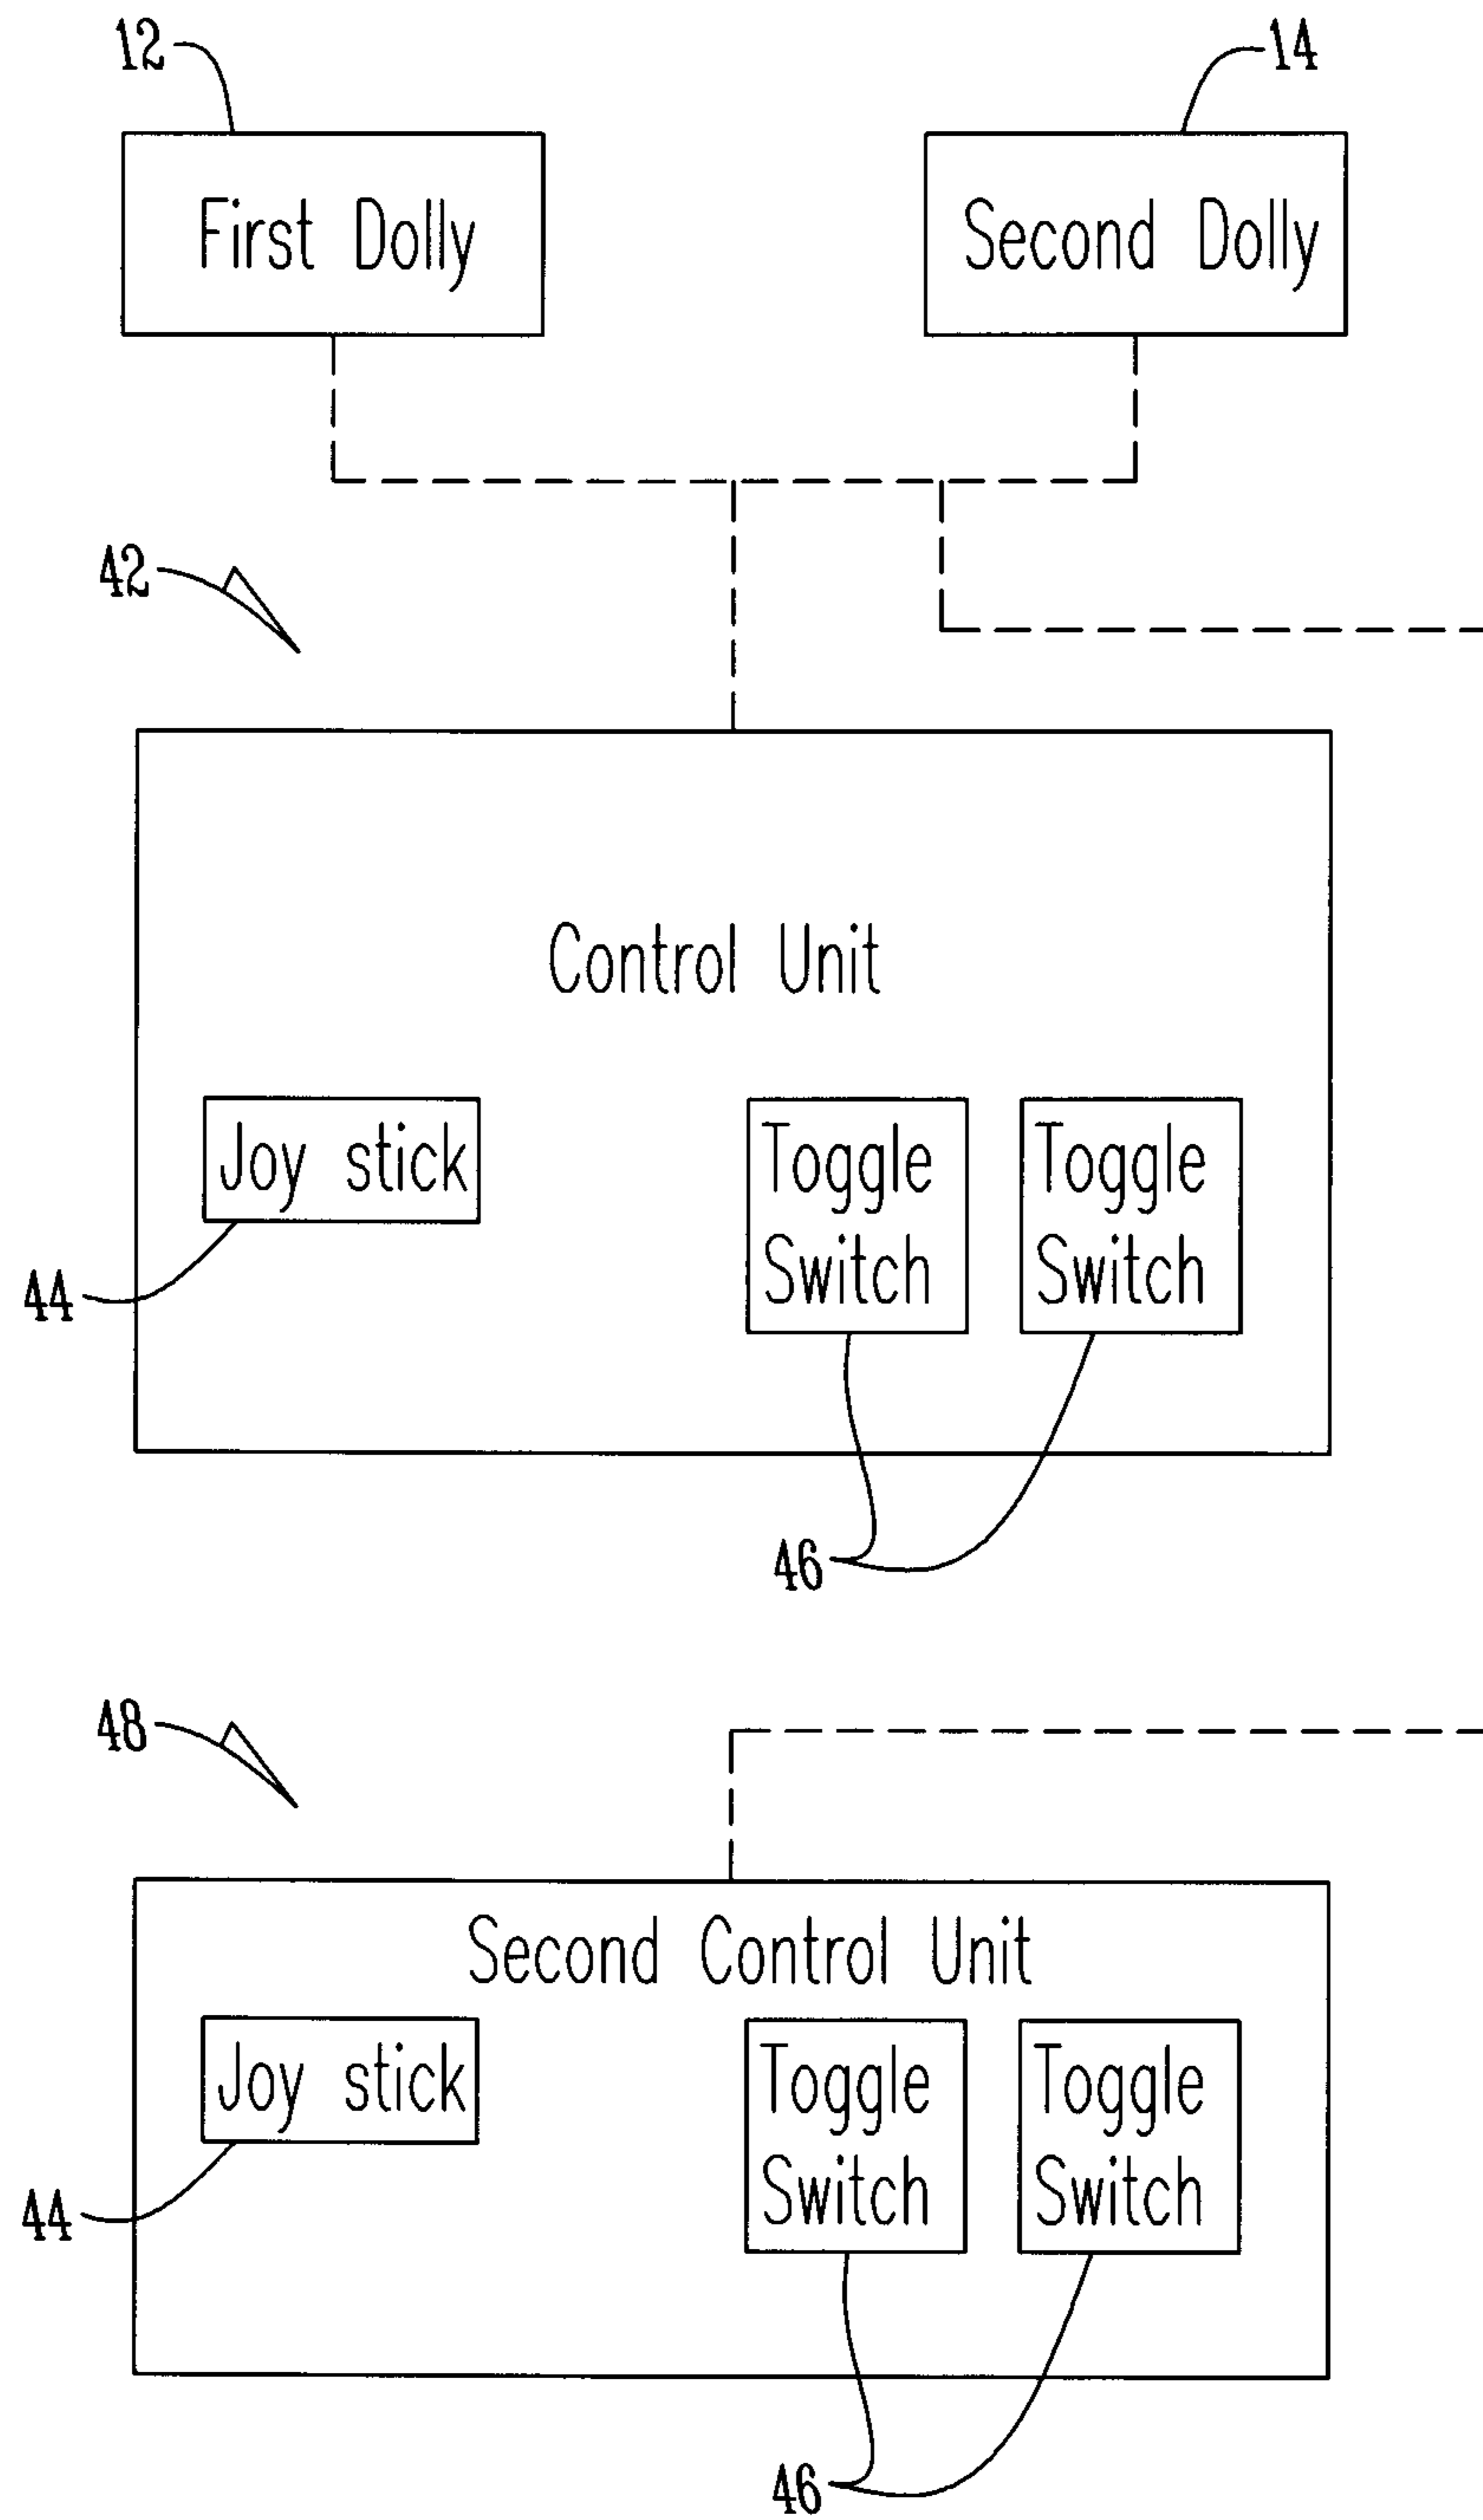 12
14
First Dolly
Second Dolly
42
Control Unit
Joy stick
Toggle
Switch
Toggle
Switch
44
46
48
Second Control Unit
Joy stick
Toggle
Switch
Toggle
Switch
44
46